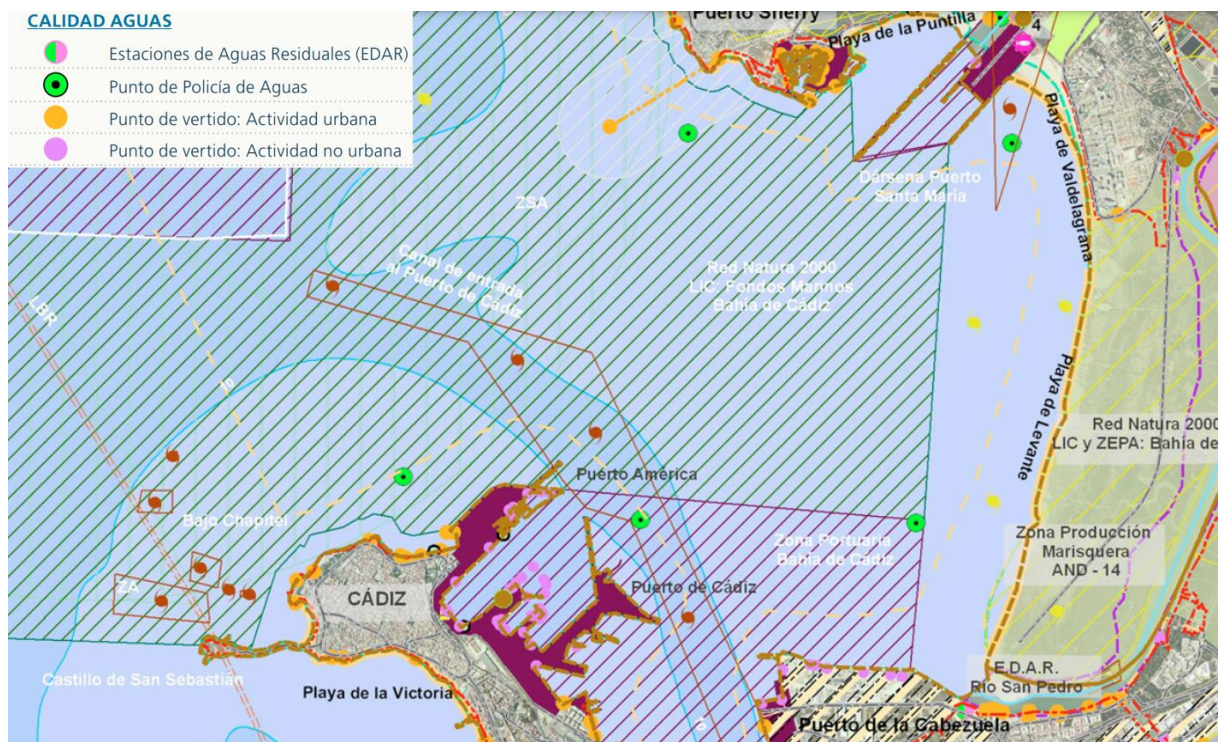 CALIDAD AGUAS
Estaciones de Aguas Residuales (EDAR)
Punto de Policía de Aguas
Punto de vertido: Actividad urbana
Punto de vertido: Actividad no urbana
Puerto Sherry
Playa de la Puntilla
4
Playa de Valdelagrana
Dársena Puerto
Santa María
ZSA
Canal de entrada
al Puerto de Cádiz
Red Natura 2000
LIC: Fondos Marinos
Bahía de Cádiz
LBR
10
Playa de Levante
Red Natura 2000
LIC y ZEPA: Bahía de
Puerto América
Bajo Chapitel
Zona Portuaria
Bahía de Cádiz
Zona Producción
Marisquera
AND - 14
ZA
CÁDIZ
Puerto de Cádiz
Castillo de San Sebastián
Playa de la Victoria
E.D.A.R.
Río San Pedro
10
Puerto de la Cabezuela